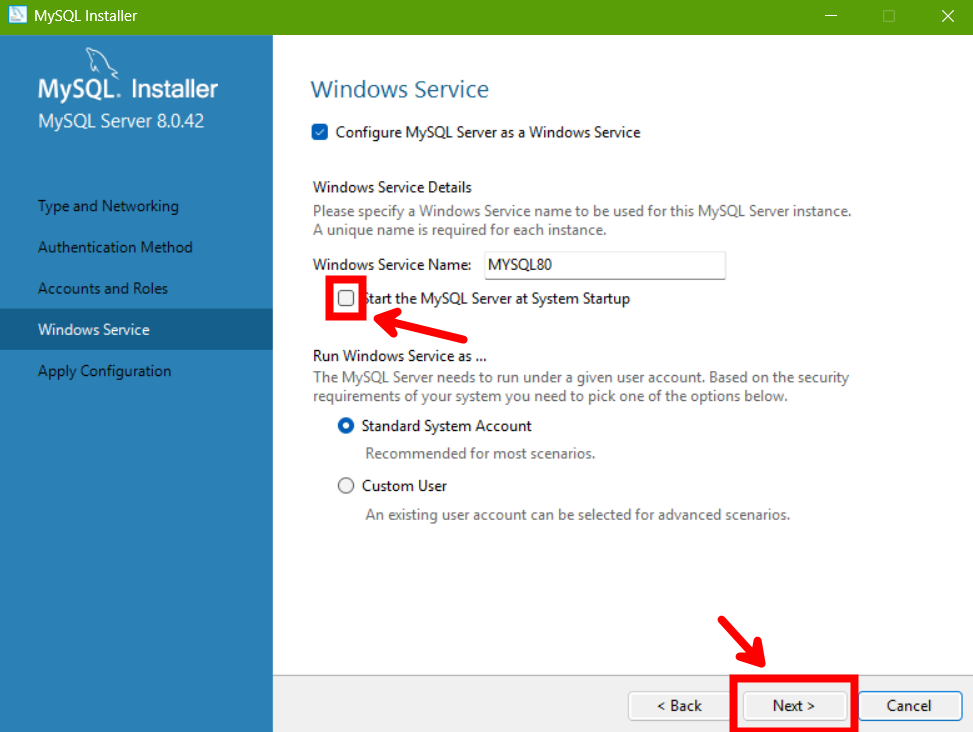 MySQL Installer
MySQL. Installer
MySQL Server 8.0.42
Type and Networking
Authentication Method
Accounts and Roles
Windows Service
Apply Configuration
Windows Service
Configure MySQL Server as a Windows Service
Windows Service Details
Please specify a Windows Service name to be used for this MySQL Server instance.
A unique name is required for each instance.
Windows Service Name: MYSQL80
Start the MySQL Server at System Startup
Run Windows Service as ...
The MySQL Server needs to run under a given user account. Based on the security
requirements of your system you need to pick one of the options below.
Standard System Account
Recommended for most scenarios.
Custom User
An existing user account can be selected for advanced scenarios.
< Back Next > Cancel